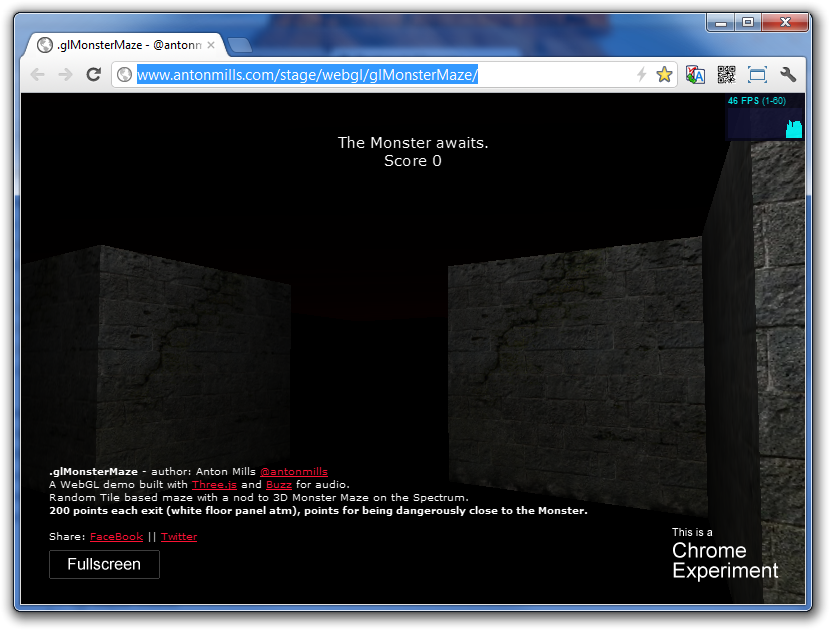 .glMonsterMaze - @antonn
www.antonmills.com/stage/webgl/glMonsterMaze/
46 FPS (1-60)
The Monster awaits.
Score 0
.glMonsterMaze - author: Anton Mills @antonmills
A WebGL demo built with Three.js and Buzz for audio.
Random Tile based maze with a nod to 3D Monster Maze on the Spectrum.
200 points each exit (white floor panel atm), points for being dangerously close to the Monster.
Share: FaceBook || Twitter
Fullscreen
This is a
Chrome
Experiment